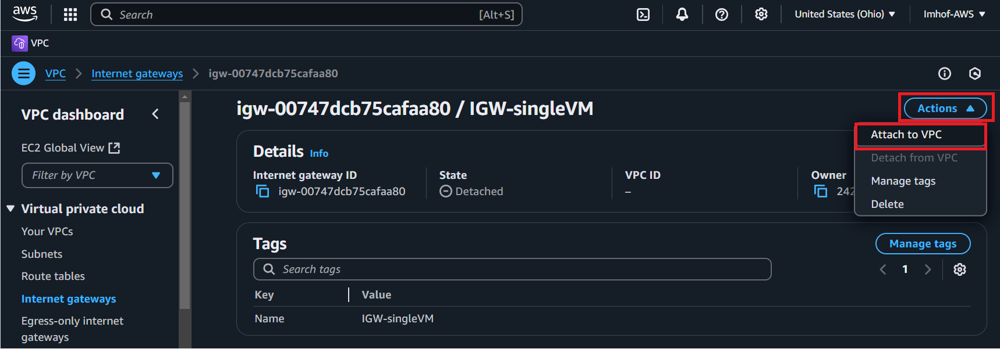 aws
Search [Alt+S]
United States (Ohio)
Imhof-AWS
VPC
VPC
Internet gateways
igw-00747dcb75cafaa80
VPC dashboard
EC2 Global View
Filter by VPC
Virtual private cloud
Your VPCs
Subnets
Route tables
Internet gateways
Egress-only internet
gateways
igw-00747dcb75cafaa80 / IGW-singleVM
Actions
Attach to VPC
Detach from VPC
Manage tags
Delete
Details Info
Internet gateway ID
igw-00747dcb75cafaa80
State
Detached
VPC ID
–
Owner
242
Tags
Manage tags
Search tags
1
Key Value
Name IGW-singleVM